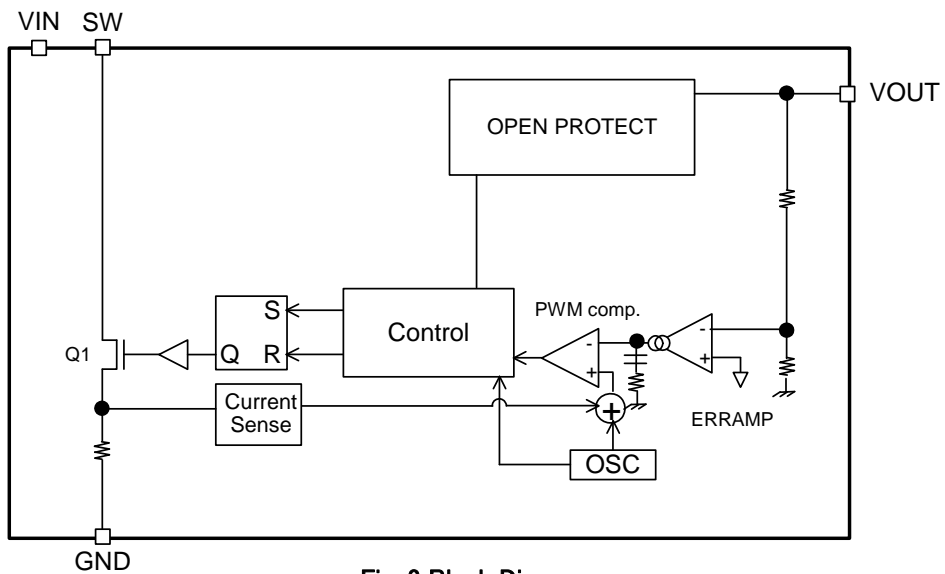 VIN SW
VOUT
OPEN PROTECT
PWM comp.
S
Control
- -
Q1
Q R
+ +
Current
Sense
+
ERRAMP
OSC
GND